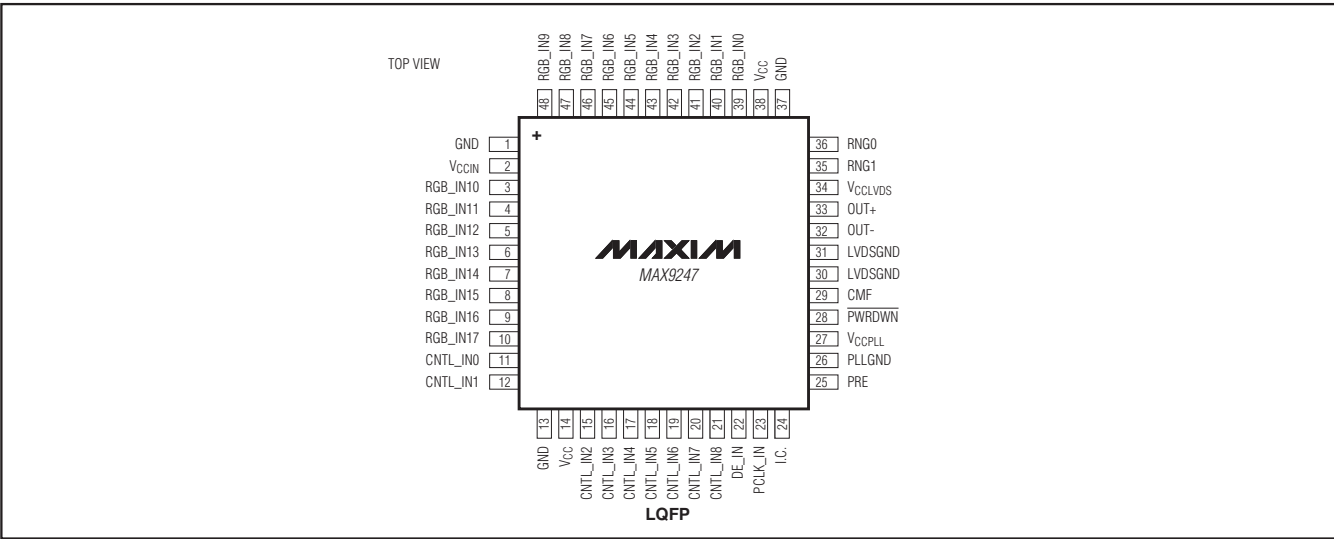 TOP VIEW
RGB_IN9
RGB_IN8
RGB_IN7
RGB_IN6
RGB_IN5
RGB_IN4
RGB_IN3
RGB_IN2
RGB_IN1
RGB_IN0
VCC
GND
48
47
46
45
44
43
42
41
40
39
38
37
+
GND 1
VCCIN 2
RGB_IN10 3
RGB_IN11 4
RGB_IN12 5
RGB_IN13 6
RGB_IN14 7
RGB_IN15 8
RGB_IN16 9
RGB_IN17 10
CNTL_IN0 11
CNTL_IN1 12
MAXIM
MAX9247
36 RNG0
35 RNG1
34 VCCLVDS
33 OUT+
32 OUT-
31 LVDSGND
30 LVDSGND
29 CMF
28 PWRDWN
27 VCCPLL
26 PLLGND
25 PRE
13
14
15
16
17
18
19
20
21
22
23
24
GND
VCC
CNTL_IN2
CNTL_IN3
CNTL_IN4
CNTL_IN5
CNTL_IN6
CNTL_IN7
CNTL_IN8
DE_IN
PCLK_IN
I.C.
LQFP